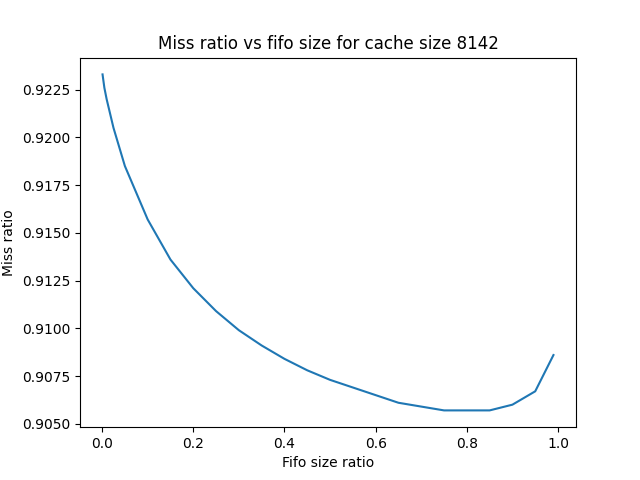 Miss ratio vs fifo size for cache size 8142
0.9225
0.9200
0.9175
0.9150
0.9125
0.9100
0.9075
0.9050
Miss ratio
0.0 0.2 0.4 0.6 0.8 1.0
Fifo size ratio